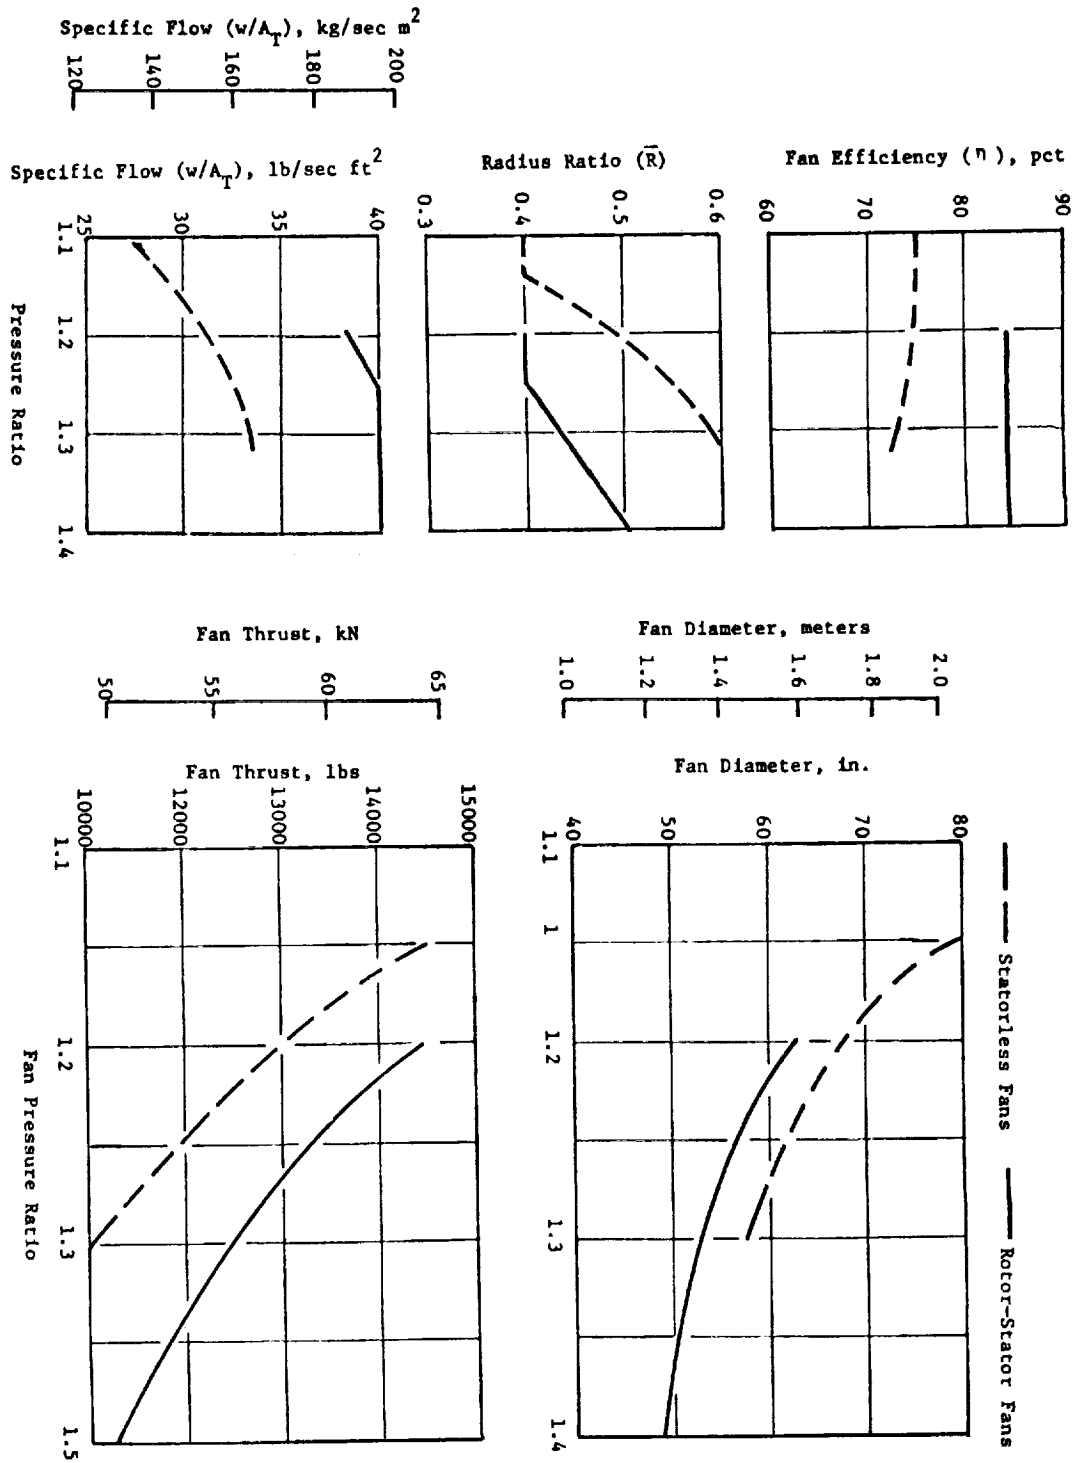 Specific Flow (w/A_T), kg/sec m²
120 140 160 180 200
Specific Flow (w/A_T), lb/sec ft²
25 30 35 40
1.1 1.2 1.3 1.4
Pressure Ratio
Radius Ratio (R̄)
0.3 0.4 0.5 0.6
Fan Efficiency (η), pct
60 70 80 90
Fan Thrust, kN
50 55 60 65
Fan Thrust, lbs
10000 12000 13000 14000 15000
1.1 1.2 1.3 1.5
Fan Pressure Ratio
Fan Diameter, meters
1.0 1.2 1.4 1.6 1.8 2.0
Fan Diameter, in.
40 50 60 70 80
1.1 1 1.2 1.3 1.4
Statorless Fans
Rotor-Stator Fans